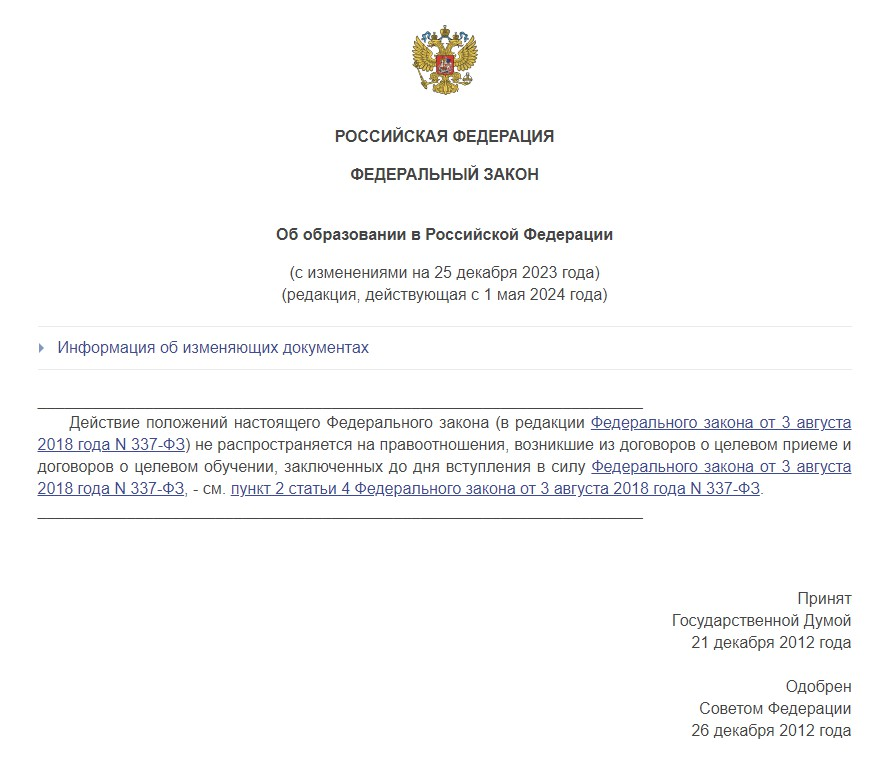 РОССИЙСКАЯ ФЕДЕРАЦИЯ
ФЕДЕРАЛЬНЫЙ ЗАКОН
Об образовании в Российской Федерации
(с изменениями на 25 декабря 2023 года)
(редакция, действующая с 1 мая 2024 года)
Информация об изменяющих документах
Действие положений настоящего Федерального закона (в редакции Федерального закона от 3 августа
2018 года N 337-ФЗ) не распространяется на правоотношения, возникшие из договоров о целевом приеме и
договоров о целевом обучении, заключенных до дня вступления в силу Федерального закона от 3 августа
2018 года N 337-ФЗ, - см. пункт 2 статьи 4 Федерального закона от 3 августа 2018 года N 337-ФЗ.
Принят
Государственной Думой
21 декабря 2012 года
Одобрен
Советом Федерации
26 декабря 2012 года